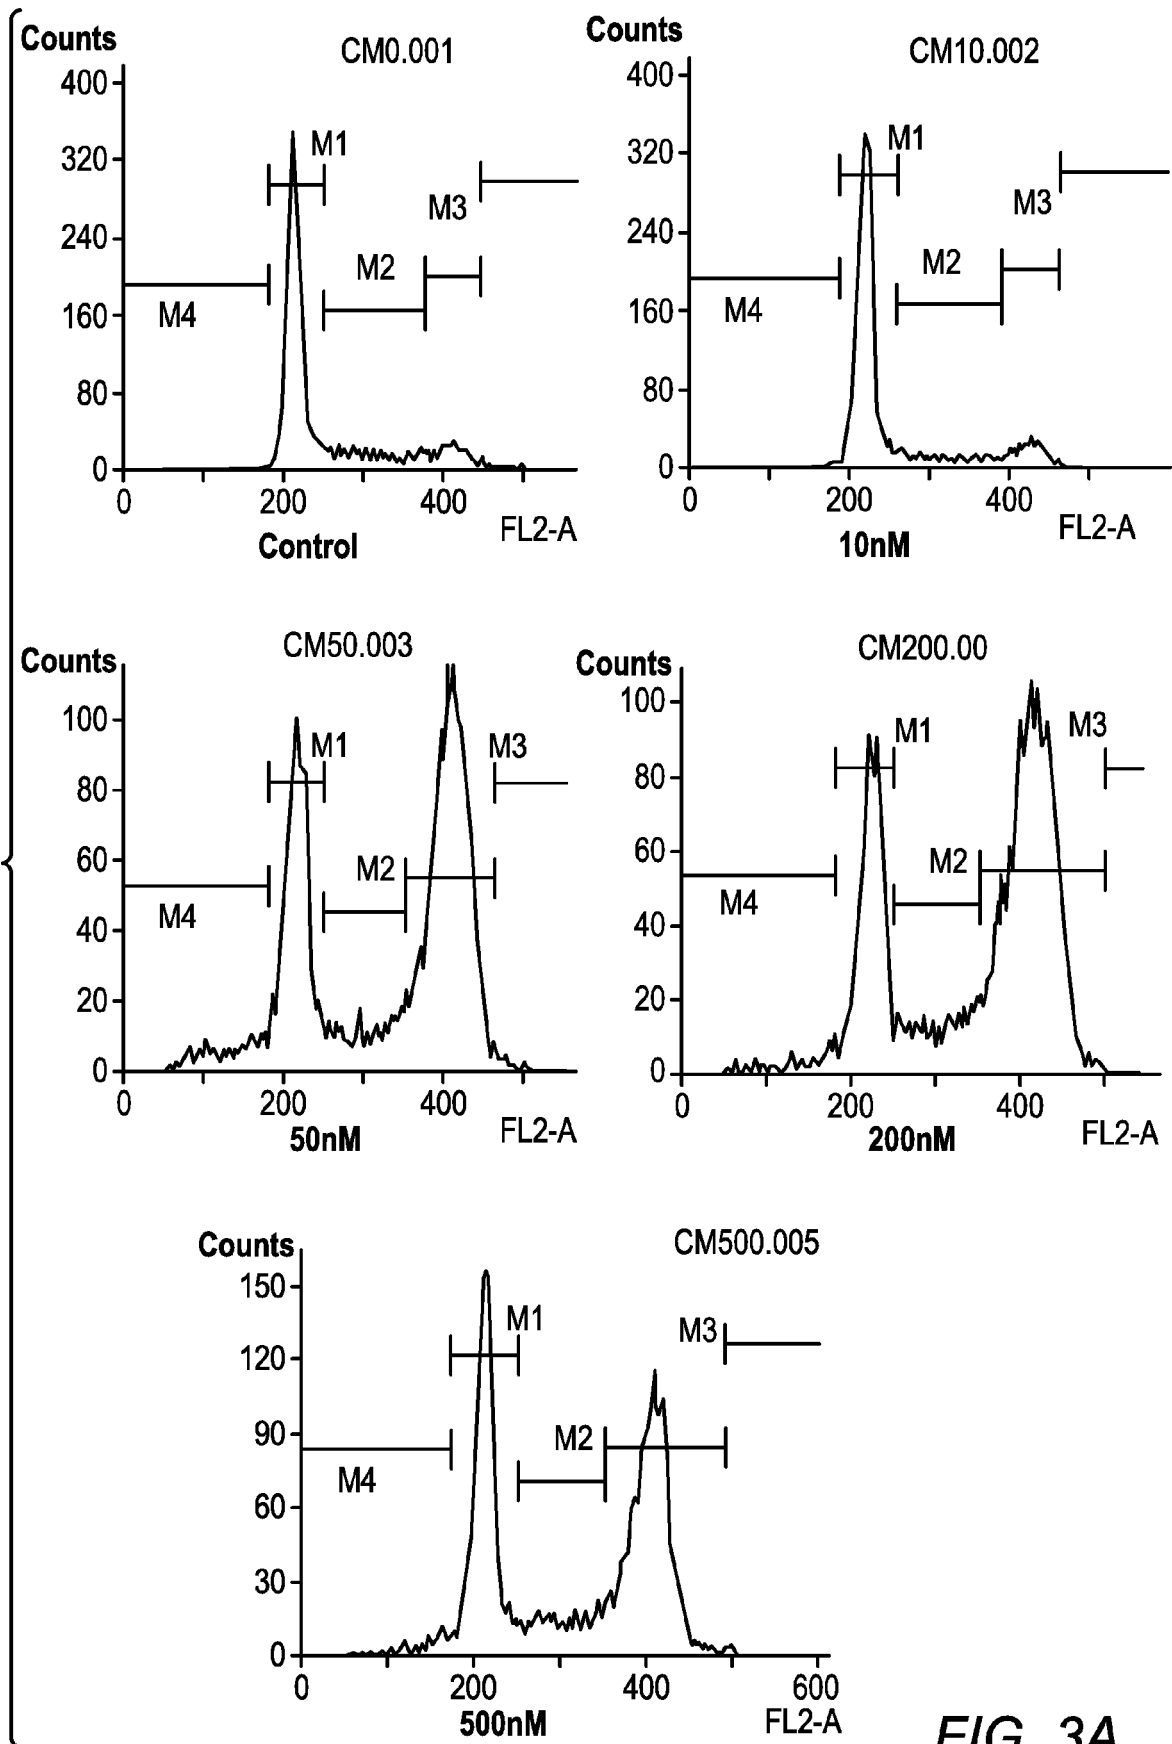 Counts
CM0.001
400
320
240
160
80
0
M1
M3
M2
M4
0
200
400
FL2-A
Control
Counts
CM10.002
400
320
240
160
80
0
M1
M3
M2
M4
0
200
400
FL2-A
10nM
Counts
CM50.003
100
80
60
40
20
0
M1
M3
M2
M4
0
200
400
FL2-A
50nM
Counts
CM200.00
100
80
60
40
20
0
M1
M3
M2
M4
0
200
400
FL2-A
200nM
Counts
CM500.005
150
120
90
60
30
0
M1
M3
M2
M4
0
200
400
600
FL2-A
500nM
FIG. 3A